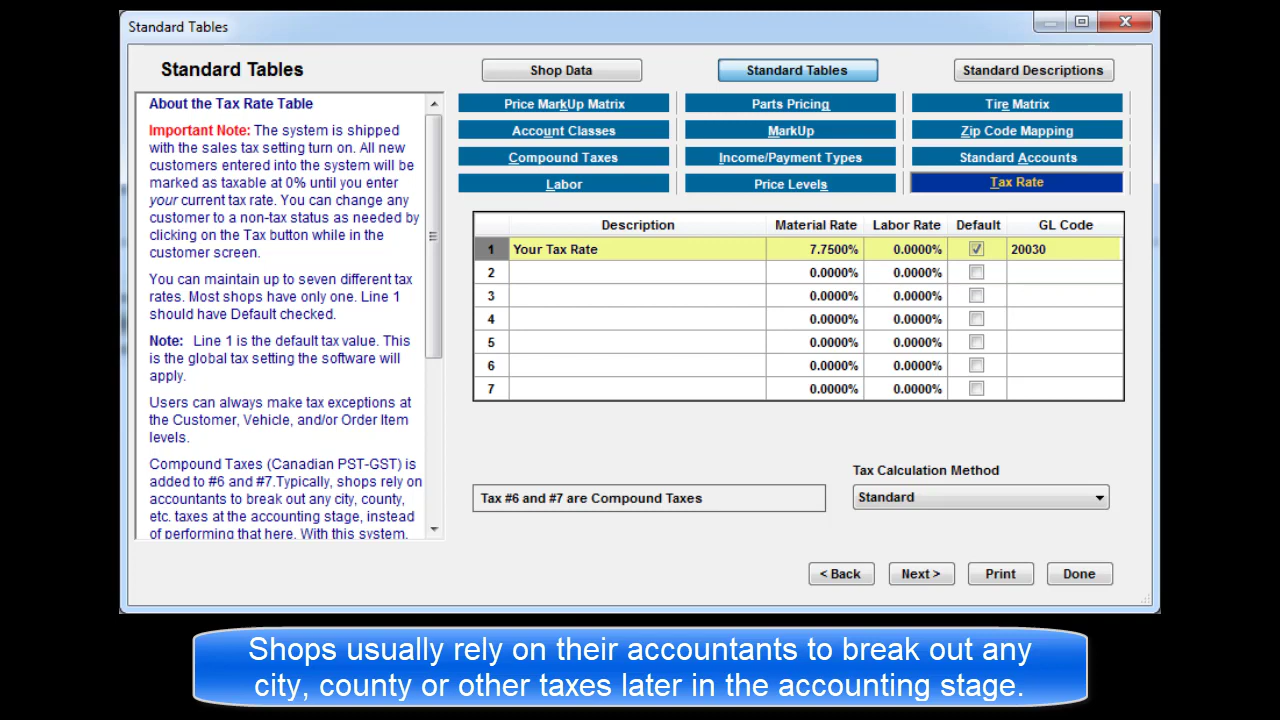 Standard Tables
Standard Tables
Shop Data
Standard Tables
Standard Descriptions
Price MarkUp Matrix
Parts Pricing
Tire Matrix
Account Classes
MarkUp
Zip Code Mapping
Compound Taxes
Income/Payment Types
Standard Accounts
Labor
Price Levels
Tax Rate
About the Tax Rate Table
Important Note: The system is shipped
with the sales tax setting turn on. All new
customers entered into the system will be
marked as taxable at 0% until you enter
your current tax rate. You can change any
customer to a non-tax status as needed by
clicking on the Tax button while in the
customer screen.
You can maintain up to seven different tax
rates. Most shops have only one. Line 1
should have Default checked.
Note: Line 1 is the default tax value. This
is the global tax setting the software will
apply.
Users can always make tax exceptions at
the Customer, Vehicle, and/or Order Item
levels.
Compound Taxes (Canadian PST-GST) is
added to #6 and #7.Typically, shops rely on
accountants to break out any city, county,
etc. taxes at the accounting stage, instead
of performing that here. With this system,
Description Material Rate Labor Rate Default GL Code
1 Your Tax Rate 7.7500% 0.0000% 20030
2 0.0000% 0.0000%
3 0.0000% 0.0000%
4 0.0000% 0.0000%
5 0.0000% 0.0000%
6 0.0000% 0.0000%
7 0.0000% 0.0000%
Tax Calculation Method
Tax #6 and #7 are Compound Taxes
Standard
< Back
Next >
Print
Done
Shops usually rely on their accountants to break out any
city, county or other taxes later in the accounting stage.